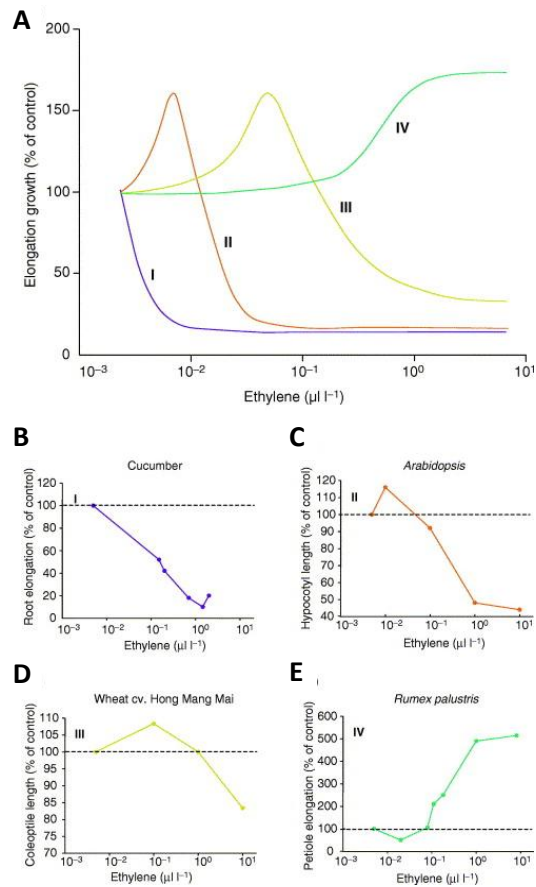 A
200
150
100
50
0
Elongation growth (% of control)
I
II
III
IV
10⁻³
10⁻²
10⁻¹
10⁰
10¹
Ethylene (µl l⁻¹)
B
Cucumber
I
120
100
80
60
40
20
0
Root elongation (% of control)
10⁻³
10⁻²
10⁻¹
10⁰
10¹
Ethylene (µl l⁻¹)
C
Arabidopsis
II
120
110
100
90
80
70
60
50
40
Hypocotyl length (% of control)
10⁻³
10⁻²
10⁻¹
10⁰
10¹
Ethylene (µl l⁻¹)
D
Wheat cv. Hong Mang Mai
III
110
105
100
95
90
85
80
75
70
Coleoptile length (% of control)
10⁻³
10⁻²
10⁻¹
10⁰
10¹
Ethylene (µl l⁻¹)
E
Rumex palustris
IV
600
500
400
300
200
100
0
Petiole elongation (% of control)
10⁻³
10⁻²
10⁻¹
10⁰
10¹
Ethylene (µl l⁻¹)